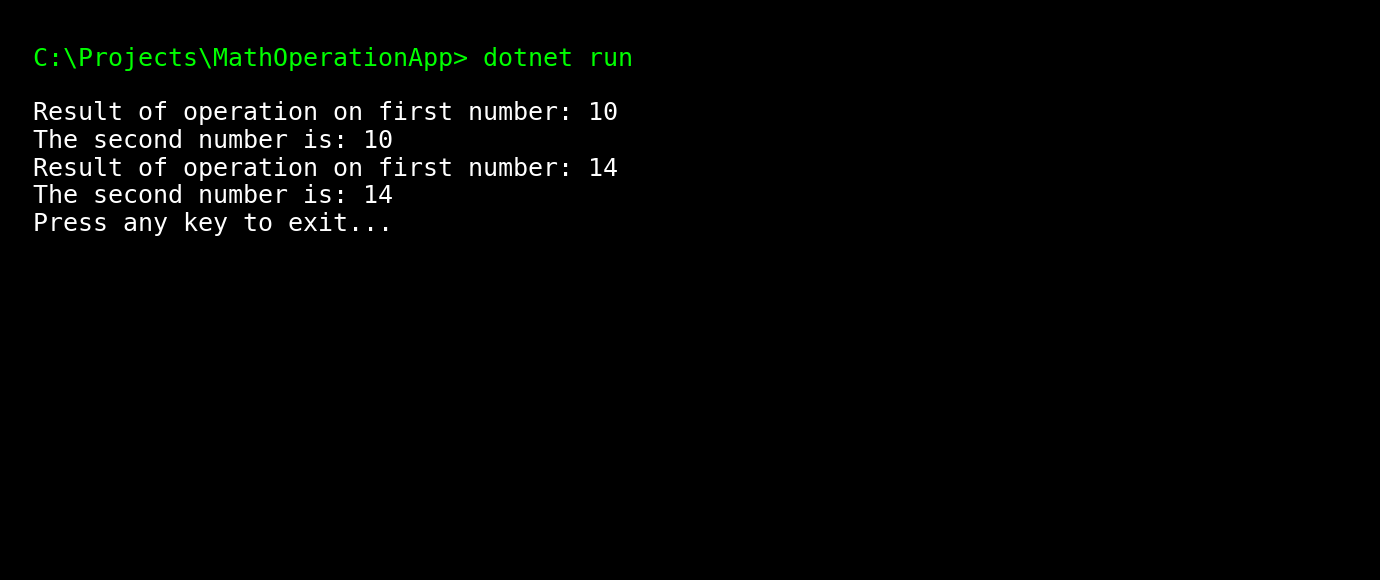 C:\Projects\MathOperationApp> dotnet run
Result of operation on first number: 10
The second number is: 10
Result of operation on first number: 14
The second number is: 14
Press any key to exit...